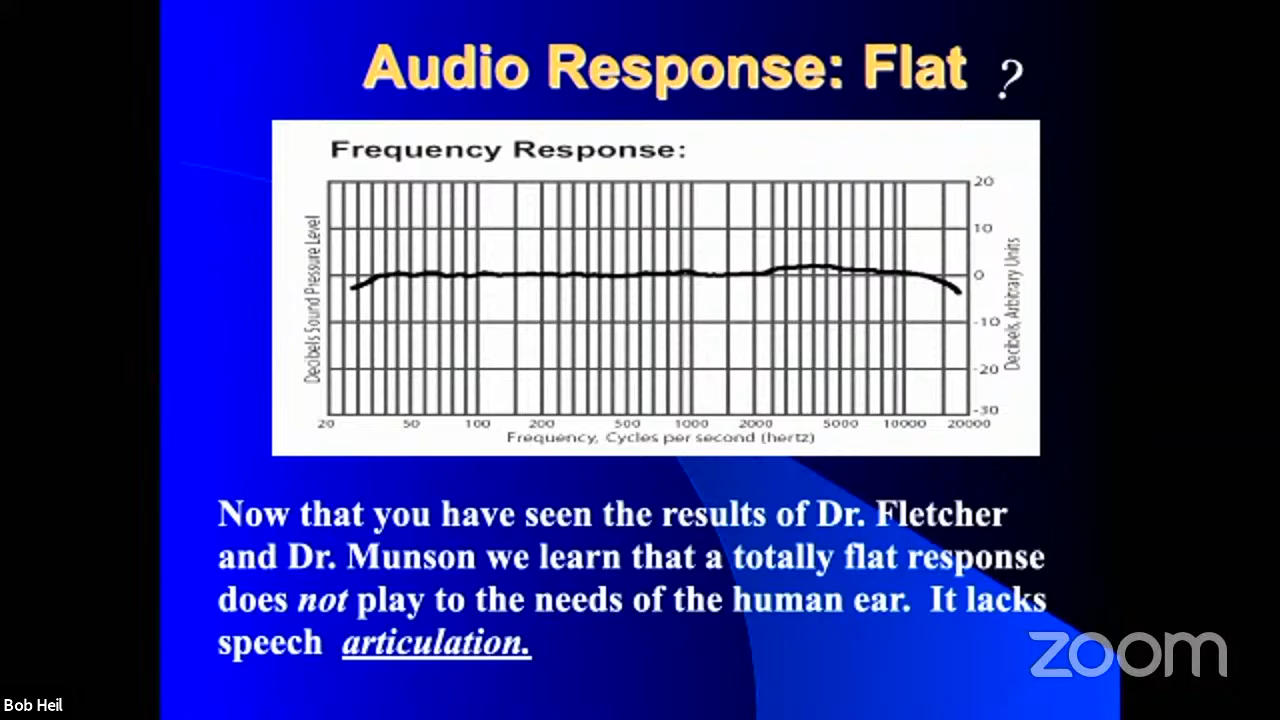 Audio Response: Flat ?
Frequency Response:
Decibels Sound Pressure Level
20
10
0
-10
-20
-30
Decibels, Arbitrary Units
20 50 100 200 500 1000 2000 5000 10000 20000
Frequency, Cycles per second (hertz)
Now that you have seen the results of Dr. Fletcher
and Dr. Munson we learn that a totally flat response
does not play to the needs of the human ear. It lacks
speech articulation.
zoom
Bob Heil